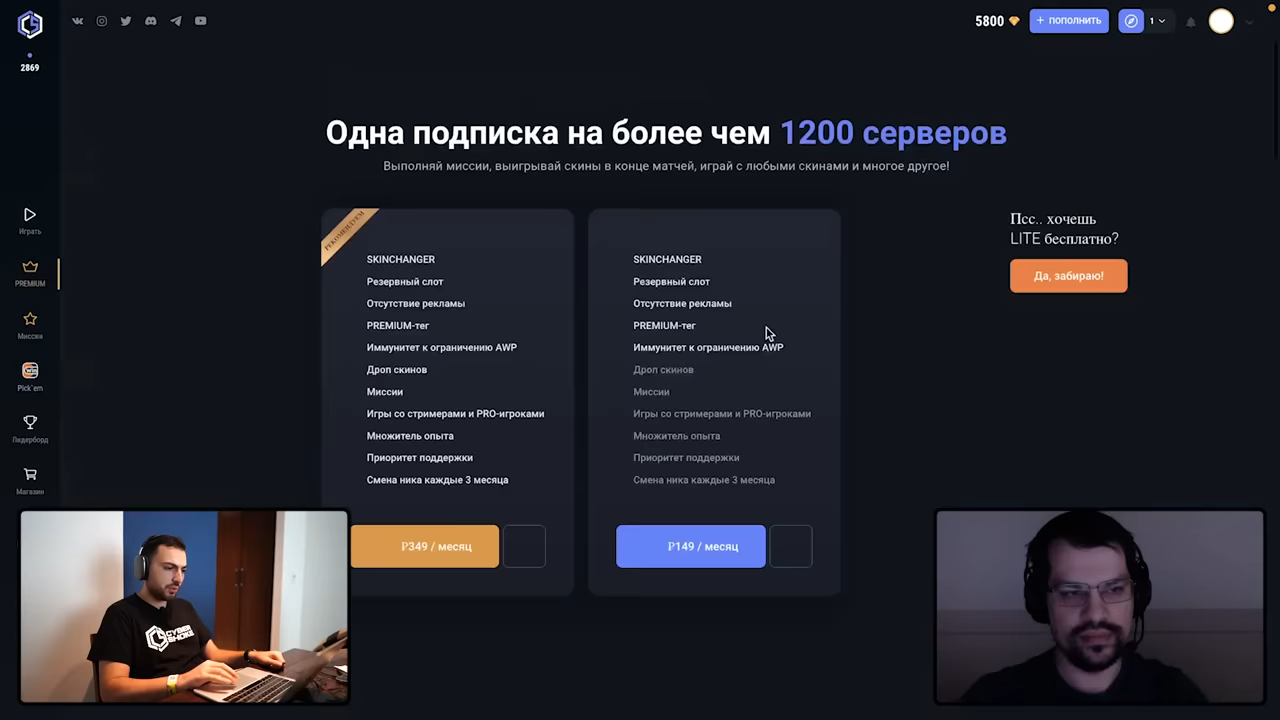 5800
+ ПОПОЛНИТЬ
1
2869
Играть
PREMIUM
Миссии
Pick'em
Лидерборд
Магазин
Одна подписка на более чем 1200 серверов
Выполняй миссии, выигрывай скины в конце матчей, играй с любыми скинами и многое другое!
РЕКОМЕНДУЕМ
SKINCHANGER
Резервный слот
Отсутствие рекламы
PREMIUM-тег
Иммунитет к ограничению AWP
Дроп скинов
Миссии
Игры со стримерами и PRO-игроками
Множитель опыта
Приоритет поддержки
Смена ника каждые 3 месяца
₽349 / месяц
SKINCHANGER
Резервный слот
Отсутствие рекламы
PREMIUM-тег
Иммунитет к ограничению AWP
Дроп скинов
Миссии
Игры со стримерами и PRO-игроками
Множитель опыта
Приоритет поддержки
Смена ника каждые 3 месяца
₽149 / месяц
Псс.. хочешь
LITE бесплатно?
Да, забираю!
CYBER
SHOKE